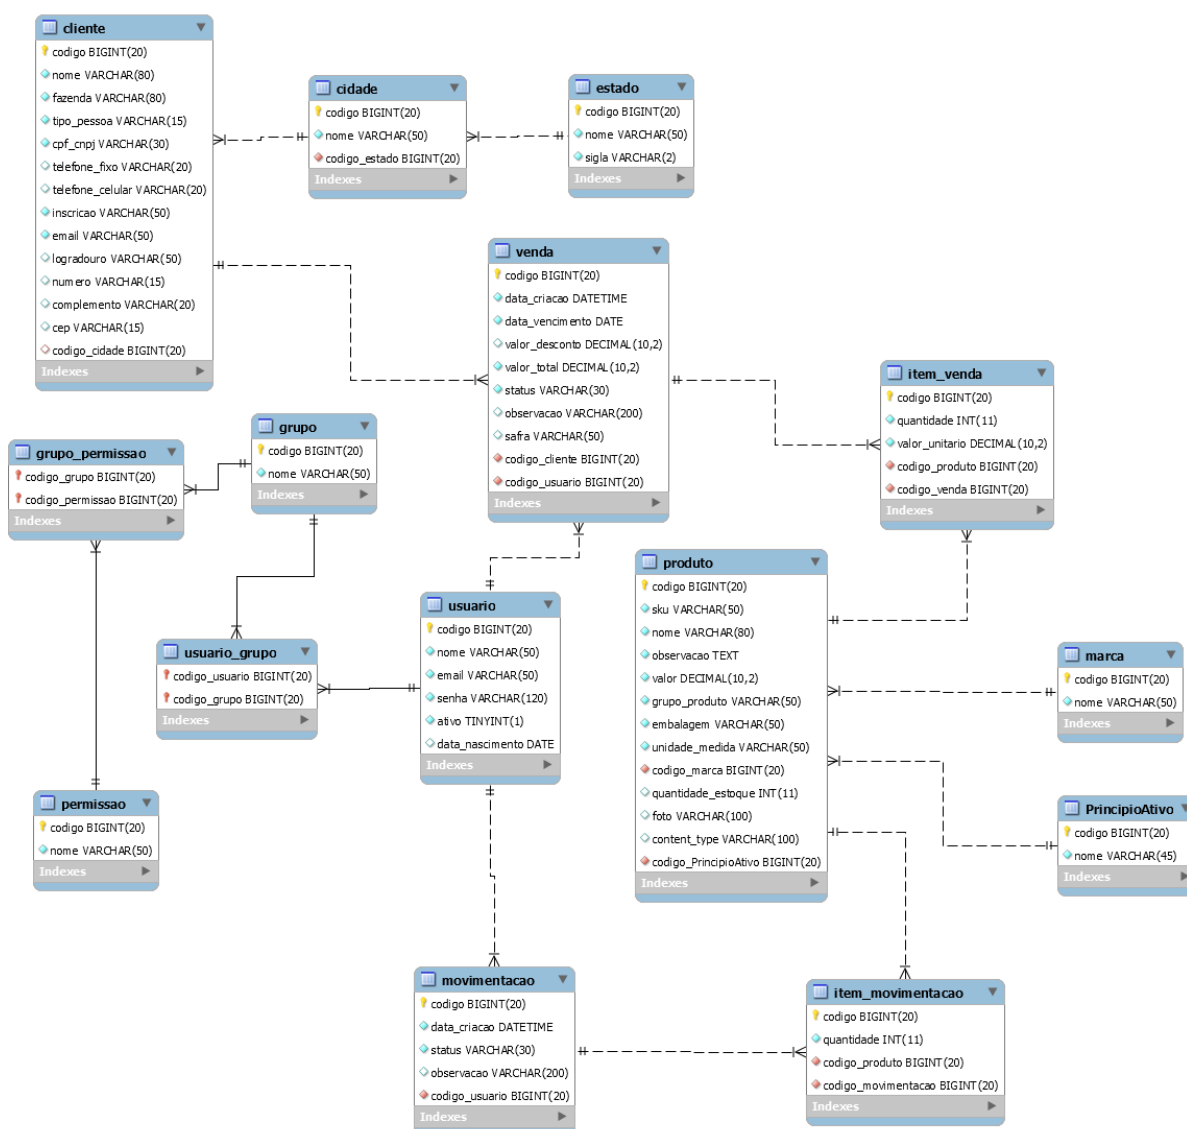 cliente
codigo BIGINT(20)
nome VARCHAR(80)
fazenda VARCHAR(80)
tipo_pessoa VARCHAR(15)
cpf_cnpj VARCHAR(30)
telefone_fixo VARCHAR(20)
telefone_celular VARCHAR(20)
inscricao VARCHAR(50)
email VARCHAR(50)
logradouro VARCHAR(50)
numero VARCHAR(15)
complemento VARCHAR(20)
cep VARCHAR(15)
codigo_cidade BIGINT(20)
Indexes
cidade
codigo BIGINT(20)
nome VARCHAR(50)
codigo_estado BIGINT(20)
Indexes
estado
codigo BIGINT(20)
nome VARCHAR(50)
sigla VARCHAR(2)
Indexes
venda
codigo BIGINT(20)
data_criacao DATETIME
data_vencimento DATE
valor_desconto DECIMAL(10,2)
valor_total DECIMAL(10,2)
status VARCHAR(30)
observacao VARCHAR(200)
safra VARCHAR(50)
codigo_cliente BIGINT(20)
codigo_usuario BIGINT(20)
Indexes
item_venda
codigo BIGINT(20)
quantidade INT(11)
valor_unitario DECIMAL(10,2)
codigo_produto BIGINT(20)
codigo_venda BIGINT(20)
Indexes
grupo_permissao
codigo_grupo BIGINT(20)
codigo_permissao BIGINT(20)
Indexes
grupo
codigo BIGINT(20)
nome VARCHAR(50)
Indexes
usuario_grupo
codigo_usuario BIGINT(20)
codigo_grupo BIGINT(20)
Indexes
usuario
codigo BIGINT(20)
nome VARCHAR(50)
email VARCHAR(50)
senha VARCHAR(120)
ativo TINYINT(1)
data_nascimento DATE
Indexes
produto
codigo BIGINT(20)
sku VARCHAR(50)
nome VARCHAR(80)
observacao TEXT
valor DECIMAL(10,2)
grupo_produto VARCHAR(50)
embalagem VARCHAR(50)
unidade_medida VARCHAR(50)
codigo_marca BIGINT(20)
quantidade_estoque INT(11)
foto VARCHAR(100)
content_type VARCHAR(100)
codigo_PrincipioAtivo BIGINT(20)
Indexes
marca
codigo BIGINT(20)
nome VARCHAR(50)
Indexes
PrincipioAtivo
codigo BIGINT(20)
nome VARCHAR(45)
Indexes
permissao
codigo BIGINT(20)
nome VARCHAR(50)
Indexes
movimentacao
codigo BIGINT(20)
data_criacao DATETIME
status VARCHAR(30)
observacao VARCHAR(200)
codigo_usuario BIGINT(20)
Indexes
item_movimentacao
codigo BIGINT(20)
quantidade INT(11)
codigo_produto BIGINT(20)
codigo_movimentacao BIGINT(20)
Indexes